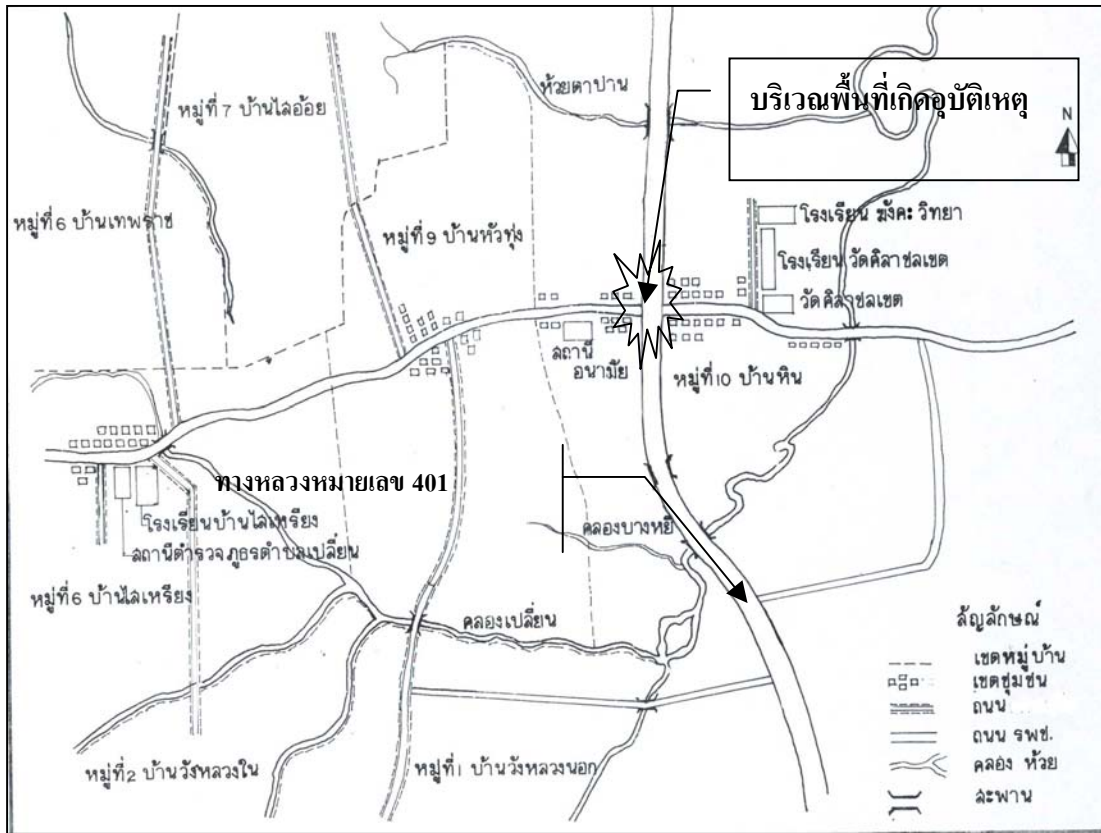 ห้วยตาปาน
บริเวณพื้นที่เกิดอุบัติเหตุ
N
หมู่ที่ 7 บ้านไสอ้อย
หมู่ที่ 6 บ้านเทพราช
หมู่ที่ 9 บ้านหัวทุ่ง
โรงเรียน คงคะ วิทยา
โรงเรียน วัดศิลาชลเขต
วัดศิลาชลเขต
สถานี
อนามัย
หมู่ที่ 10 บ้านหิน
ทางหลวงหมายเลข 401
โรงเรียนบ้านไสเหรียง
สถานีตำรวจภูธรตำบลเปลี่ยน
คลองบางหยี
หมู่ที่ 6 บ้านไสเหรียง
คลองเปลี่ยน
สัญลักษณ์
เขตหมู่บ้าน
เขตชุมชน
ถนน
ถนน รพช.
คลอง ห้วย
สะพาน
หมู่ที่ 2 บ้านวังหลวงใน
หมู่ที่ 1 บ้านวังหลวงนอก